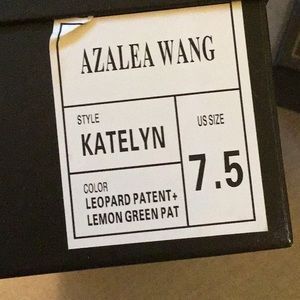 AZALEA WANG
STYLE
KATELYN
US SIZE
7.5
COLOR
LEOPARD PATENT+
LEMON GREEN PAT